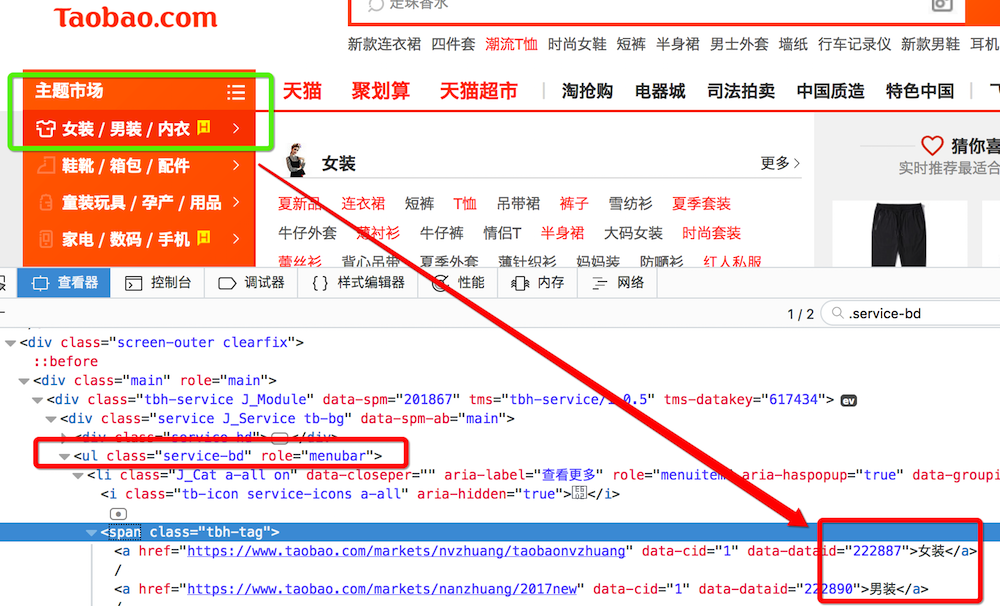 Taobao.com
走珠香水
新款连衣裙 四件套 潮流T恤 时尚女鞋 短裤 半身裙 男士外套 墙纸 行车记录仪 新款男鞋 耳机
主题市场
天猫 聚划算 天猫超市 淘抢购 电器城 司法拍卖 中国质造 特色中国
女装 / 男装 / 内衣 H
鞋靴 / 箱包 / 配件
童装玩具 / 孕产 / 用品
家电 / 数码 / 手机 H
女装 更多
猜你喜
实时推荐最适合
夏新品 连衣裙 短裤 T恤 吊带裙 裤子 雪纺衫 夏季套装
牛仔外套 薄衬衫 牛仔裤 情侣T 半身裙 大码女装 时尚套装
蕾丝衫 背心吊带 夏季外套 薄针织衫 妈妈装 防晒衫 红人私服
查看器 控制台 调试器 {} 样式编辑器 性能 内存 网络
1 / 2 .service-bd
<div class="screen-outer clearfix">
::before
<div class="main" role="main">
<div class="tbh-service J_Module" data-spm="201867" tms="tbh-service/1.0.5" tms-datakey="617434"> ev
<div class="service J_Service tb-bg" data-spm-ab="main">
<div class="service-hd"></div>
<ul class="service-bd" role="menubar">
<li class="J_Cat a-all on" data-closeper="" aria-label="查看更多" role="menuitem" aria-haspopup="true" data-groupi
<i class="tb-icon service-icons a-all" aria-hidden="true"></i>
<span class="tbh-tag">
<a href="https://www.taobao.com/markets/nvzhuang/taobaonvzhuang" data-cid="1" data-dataid="222887">女装</a>
/
<a href="https://www.taobao.com/markets/nanzhuang/2017new" data-cid="1" data-dataid="222890">男装</a>
/